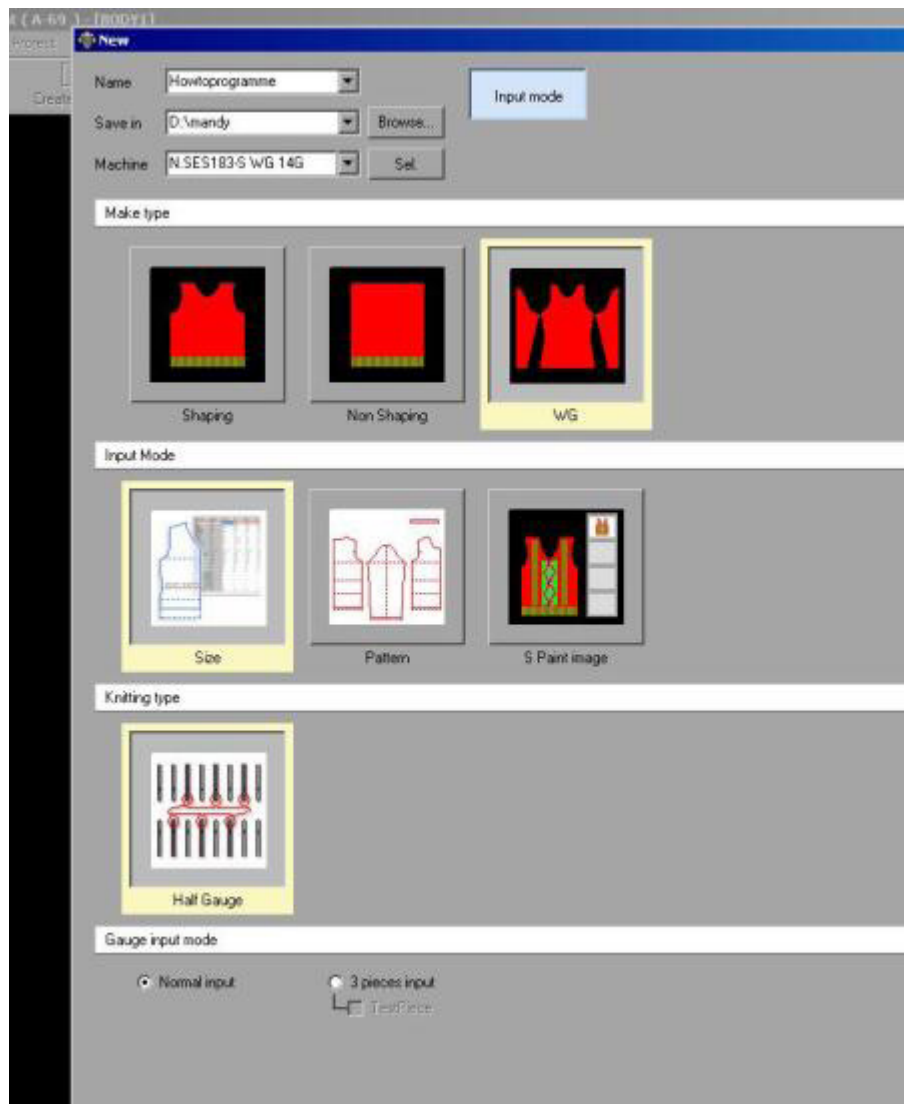 ( A-69 ) - [BODY1]
New
Name Howtoprogramme Input mode
Save in D:\mandy Browse...
Machine N.SES183-S WG 14G Sel.
Make type
Shaping Non Shaping WG
Input Mode
Size Pattern S Paint image
Knitting type
Half Gauge
Gauge input mode
Normal input 3 pieces input
TestPiece